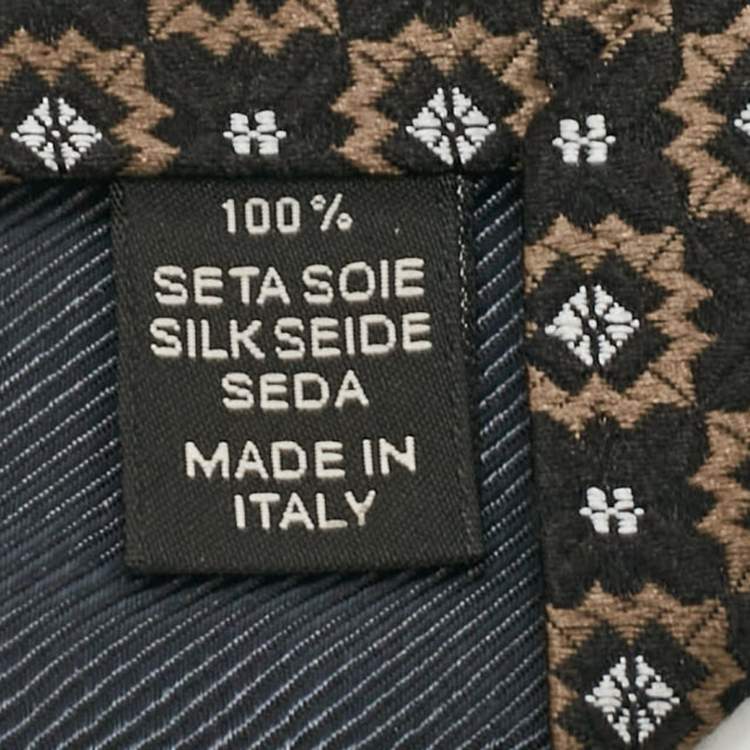 100%
SETA SOIE
SILK SEIDE
SEDA
MADE IN
ITALY